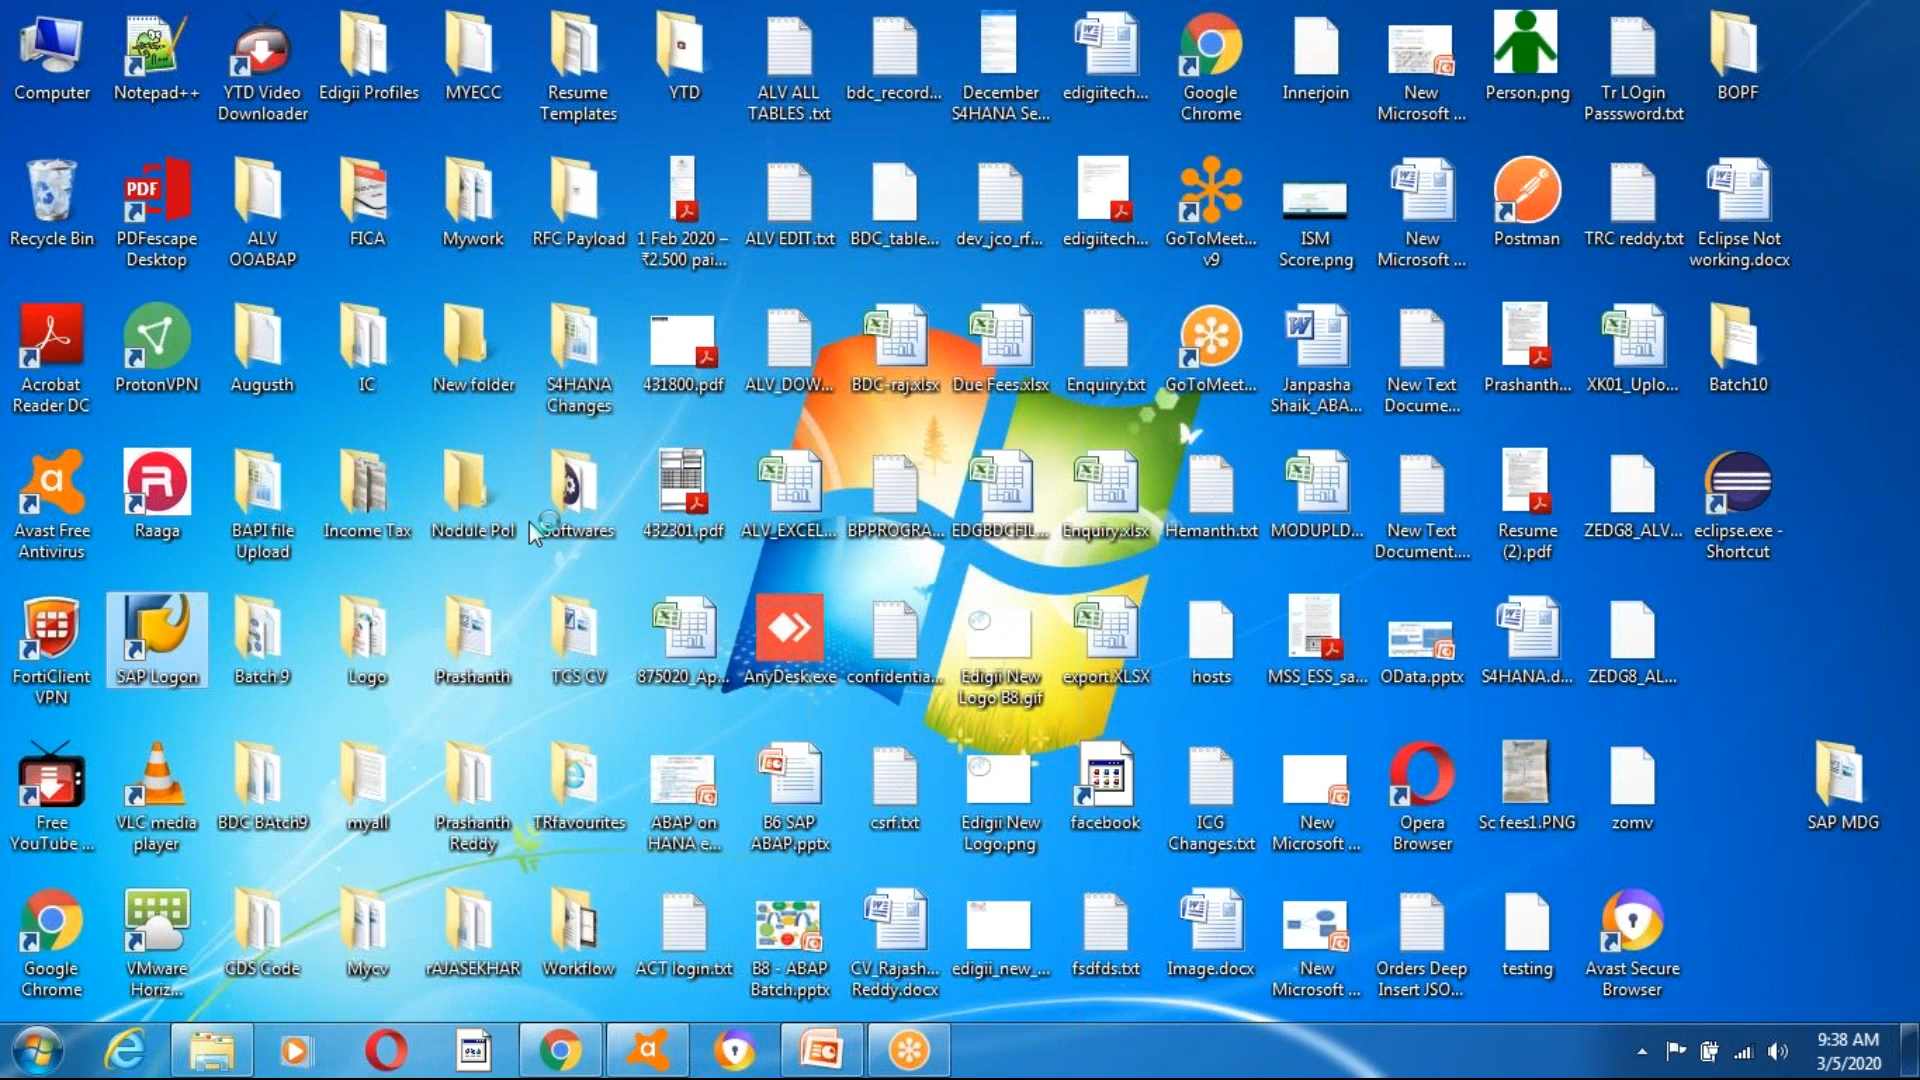 Computer
Notepad++
YTD Video
Downloader
Edigii Profiles
MYECC
Resume
Templates
YTD
ALV ALL
TABLES .txt
bdc_record...
December
S4HANA Se...
edigiitech...
Google
Chrome
Innerjoin
New
Microsoft ...
Person.png
Tr LOgin
Passsword.txt
BOPF
Recycle Bin
PDF
PDFescape
Desktop
ALV
OOABAP
FICA
Mywork
RFC Payload
1 Feb 2020 –
₹2.500 pai...
ALV EDIT.txt
BDC_table...
dev_jco_rf...
edigiitech...
GoToMeet...
v9
ISM
Score.png
New
Microsoft ...
Postman
TRC reddy.txt
Eclipse Not
working.docx
Acrobat
Reader DC
ProtonVPN
Augusth
IC
New folder
S4HANA
Changes
431800.pdf
ALV_DOW...
BDC-raj.xlsx
Due Fees.xlsx
Enquiry.txt
GoToMeet...
Janpasha
Shaik_ABA...
New Text
Docume...
Prashanth...
XK01_Uplo...
Batch10
Avast Free
Antivirus
Raaga
BAPI file
Upload
Income Tax
Nodule Pol
Softwares
432301.pdf
ALV_EXCEL...
BPPROGRA...
EDGBDCFIL...
Enquiry.xlsx
Hemanth.txt
MODUPLD...
New Text
Document....
Resume
(2).pdf
ZEDG8_ALV...
eclipse.exe -
Shortcut
FortiClient
VPN
SAP Logon
Batch 9
Logo
Prashanth
TCS CV
875020_Ap...
AnyDesk.exe
confidentia...
Edigii New
Logo B8.gif
export.XLSX
hosts
MSS_ESS_sa...
OData.pptx
S4HANA.d...
ZEDG8_AL...
Free
YouTube ...
VLC media
player
BDC BAtch9
myall
Prashanth
Reddy
TRfavourites
ABAP on
HANA e...
B6 SAP
ABAP.pptx
csrf.txt
Edigii New
Logo.png
facebook
ICG
Changes.txt
New
Microsoft ...
Opera
Browser
Sc fees1.PNG
zomv
SAP MDG
Google
Chrome
VMware
Horiz...
CDS Code
Mycv
rAJASEKHAR
Workflow
ACT login.txt
B8 - ABAP
Batch.pptx
CV_Rajash...
Reddy.docx
edigii_new_...
fsdfds.txt
Image.docx
New
Microsoft ...
Orders Deep
Insert JSO...
testing
Avast Secure
Browser
9:38 AM
3/5/2020